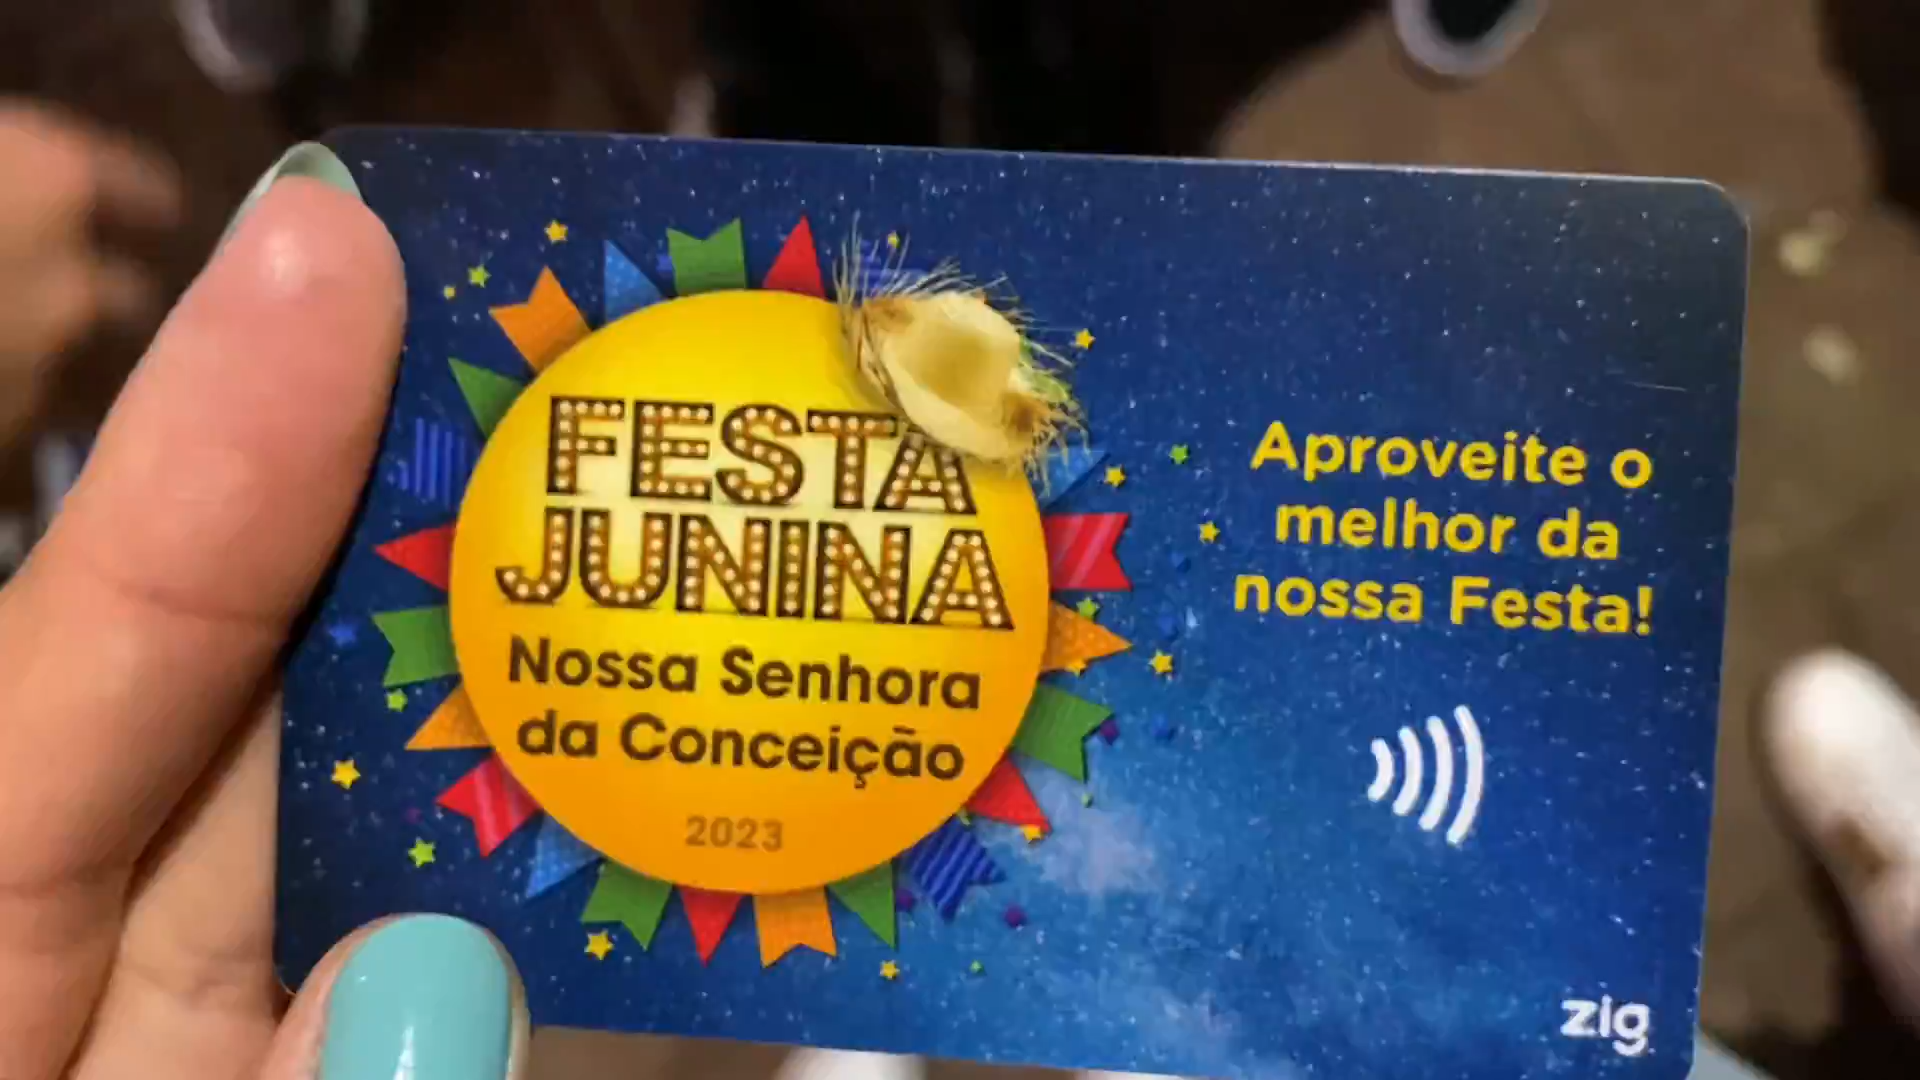 FESTA
JUNINA
Nossa Senhora
da Conceição
2023
Aproveite o
melhor da
nossa Festa!
zig